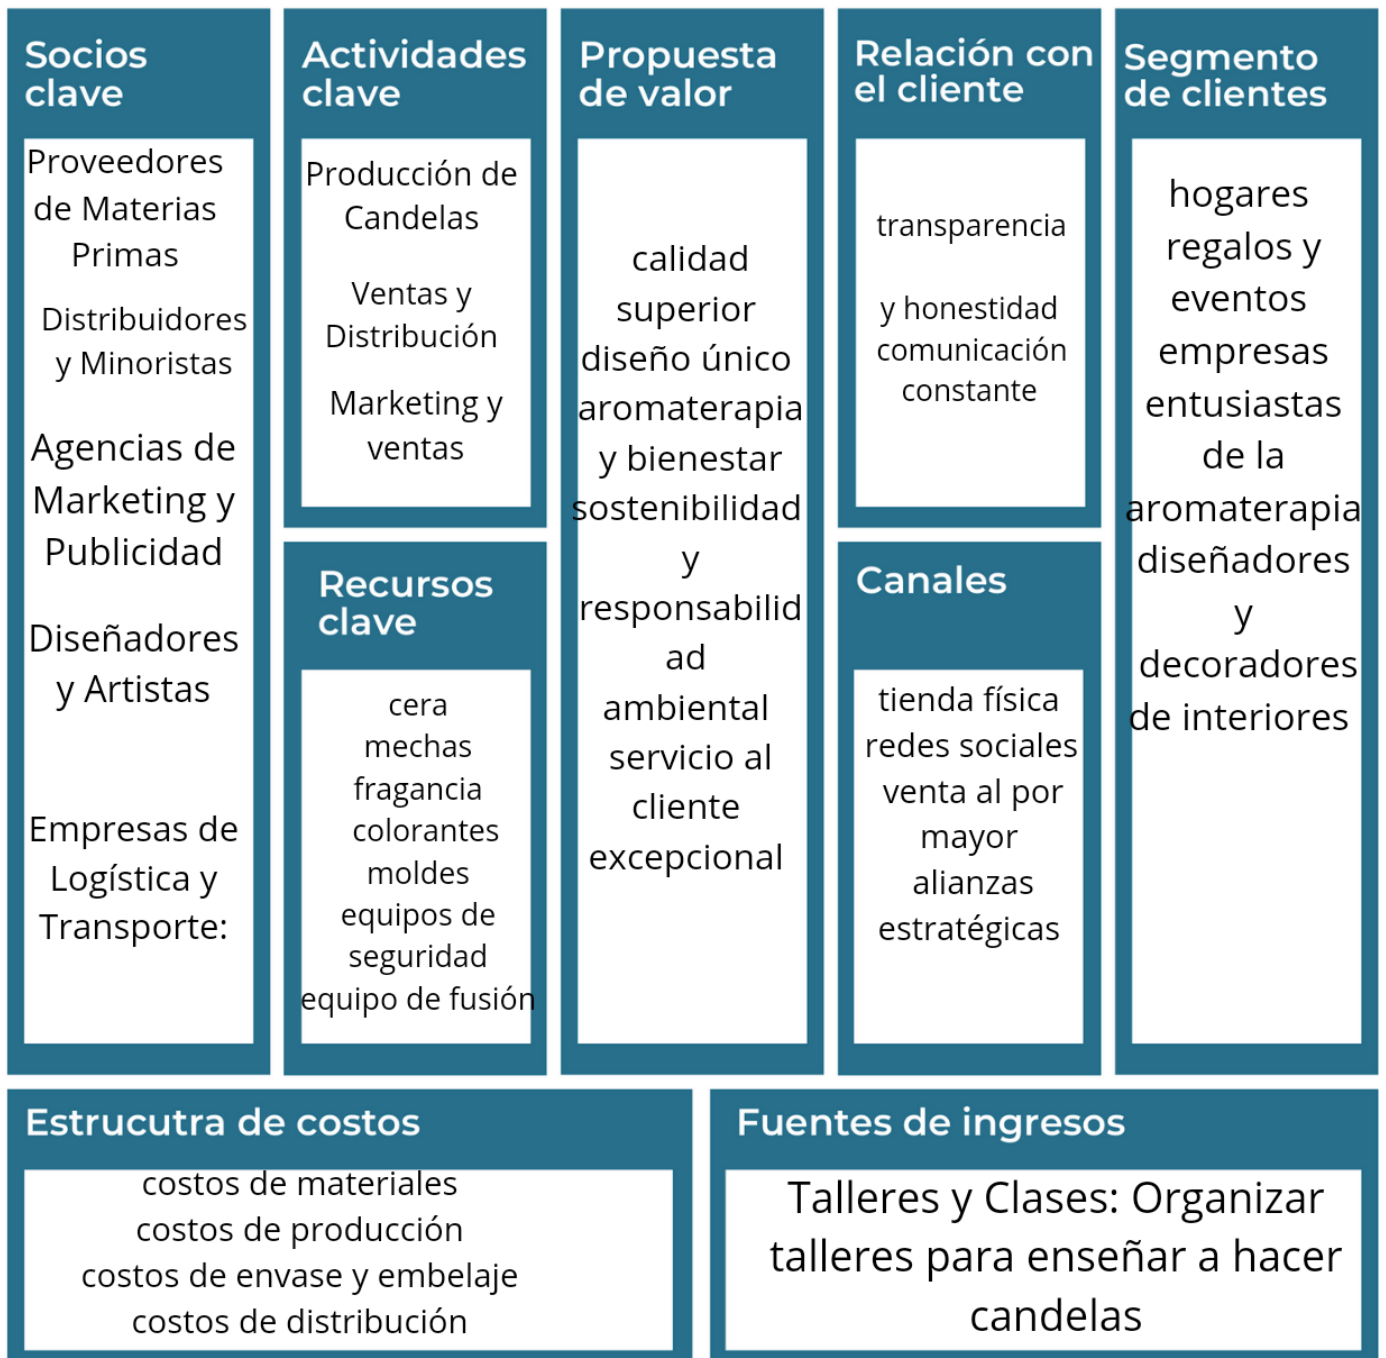 Socios
clave
Proveedores
de Materias
Primas
Distribuidores
y Minoristas
Agencias de
Marketing y
Publicidad
Diseñadores
y Artistas
Empresas de
Logística y
Transporte:
Actividades
clave
Producción de
Candelas
Ventas y
Distribución
Marketing y
ventas
Recursos
clave
cera
mechas
fragancia
colorantes
moldes
equipos de
seguridad
equipo de fusión
Propuesta
de valor
calidad
superior
diseño único
aromaterapia
y bienestar
sostenibilidad
y
responsabilid
ad
ambiental
servicio al
cliente
excepcional
Relación con
el cliente
transparencia
y honestidad
comunicación
constante
Canales
tienda física
redes sociales
venta al por
mayor
alianzas
estratégicas
Segmento
de clientes
hogares
regalos y
eventos
empresas
entusiastas
de la
aromaterapia
diseñadores
y
decoradores
de interiores
Estrucutra de costos
costos de materiales
costos de producción
costos de envase y embelaje
costos de distribución
Fuentes de ingresos
Talleres y Clases: Organizar
talleres para enseñar a hacer
candelas